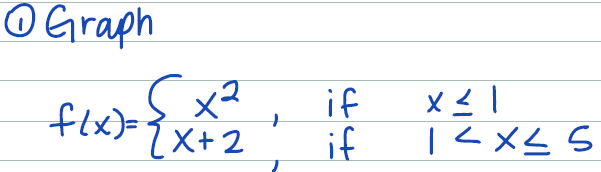 ① Graph
f(x)= { x², if x ≤ 1
x+2, if 1 < x ≤ 5